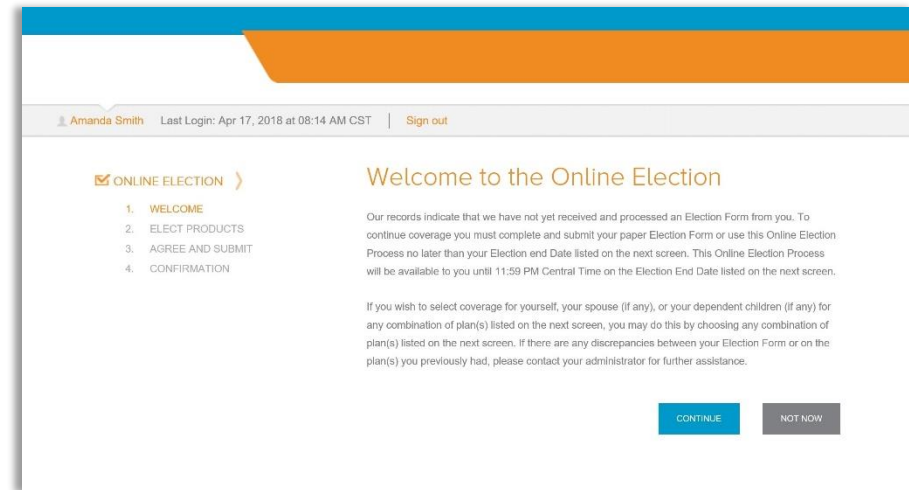 Amanda Smith Last Login: Apr 17, 2018 at 08:14 AM CST | Sign out
ONLINE ELECTION
1. WELCOME
2. ELECT PRODUCTS
3. AGREE AND SUBMIT
4. CONFIRMATION
Welcome to the Online Election
Our records indicate that we have not yet received and processed an Election Form from you. To
continue coverage you must complete and submit your paper Election Form or use this Online Election
Process no later than your Election end Date listed on the next screen. This Online Election Process
will be available to you until 11:59 PM Central Time on the Election End Date listed on the next screen.
If you wish to select coverage for yourself, your spouse (if any), or your dependent children (if any) for
any combination of plan(s) listed on the next screen, you may do this by choosing any combination of
plan(s) listed on the next screen. If there are any discrepancies between your Election Form or on the
plan(s) you previously had, please contact your administrator for further assistance.
CONTINUE NOT NOW